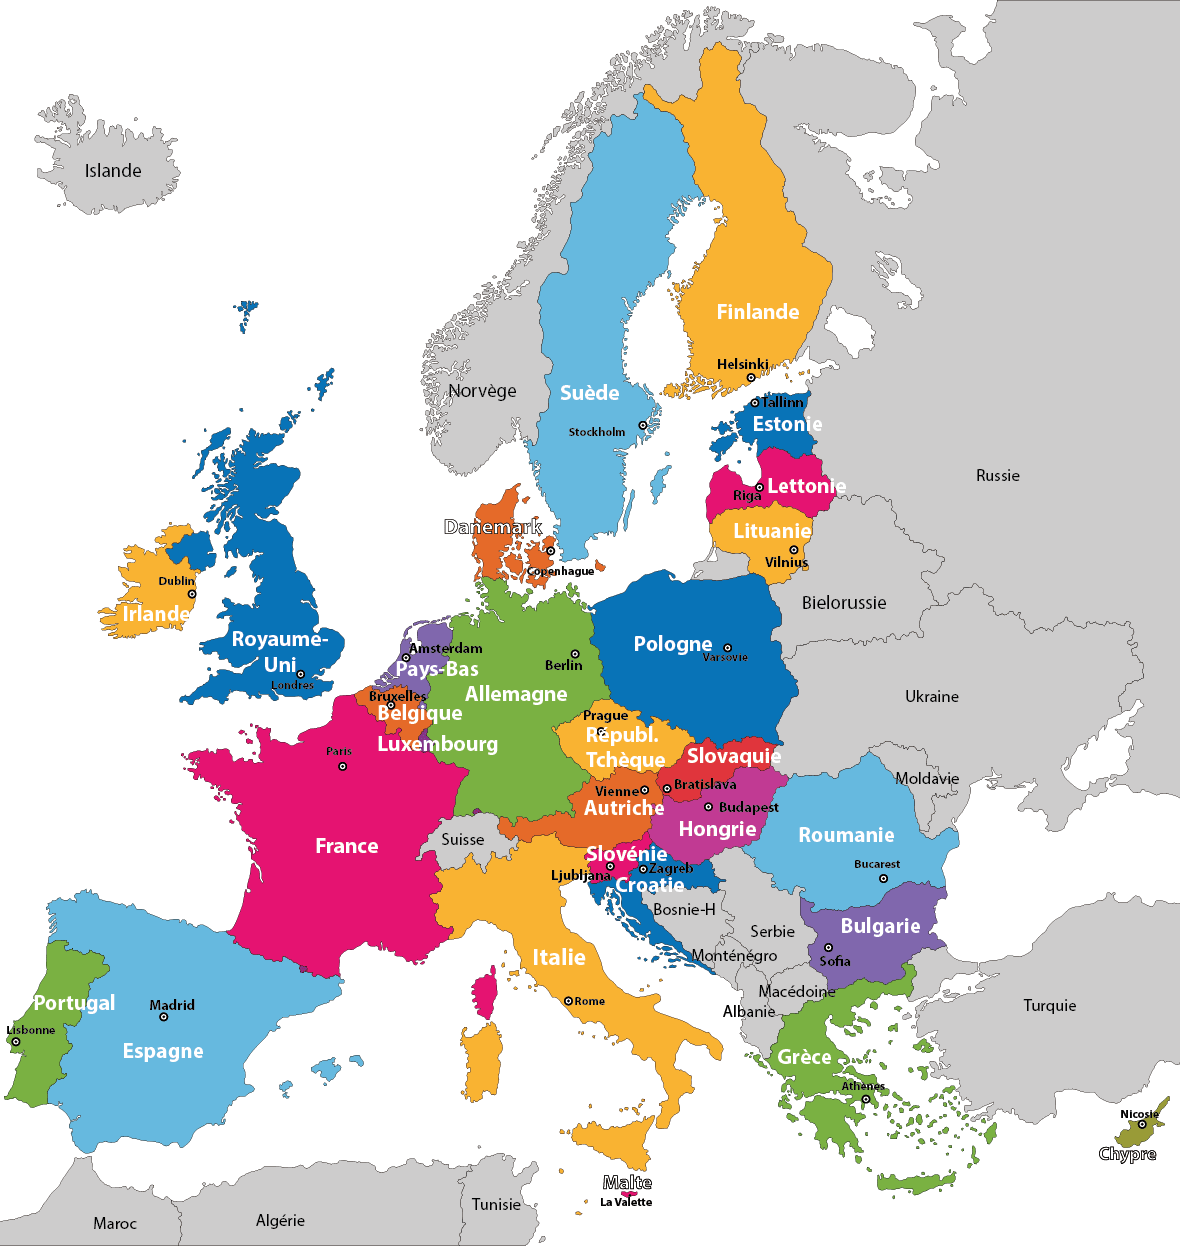 Islande
Finlande
Helsinki
Norvège
Suède
Stockholm
Tallinn
Estonie
Russie
Riga
Lettonie
Danemark
Lituanie
Vilnius
Copenhague
Dublin
Irlande
Bielorussie
Royaume-
Uni
Londres
Amsterdam
Pays-Bas
Berlin
Allemagne
Pologne
Varsovie
Ukraine
Bruxelles
Belgique
Luxembourg
Prague
Républ.
Tchèque
Paris
Slovaquie
Bratislava
Moldavie
Vienne
Autriche
Budapest
Hongrie
France
Suisse
Roumanie
Slovénie
Ljubljana
Zagreb
Croatie
Bucarest
Bosnie-H
Serbie
Bulgarie
Sofia
Italie
Monténégro
Macédoine
Albanie
Portugal
Lisbonne
Madrid
Espagne
Rome
Turquie
Grèce
Athènes
Nicosie
Chypre
Malte
La Valette
Maroc
Algérie
Tunisie